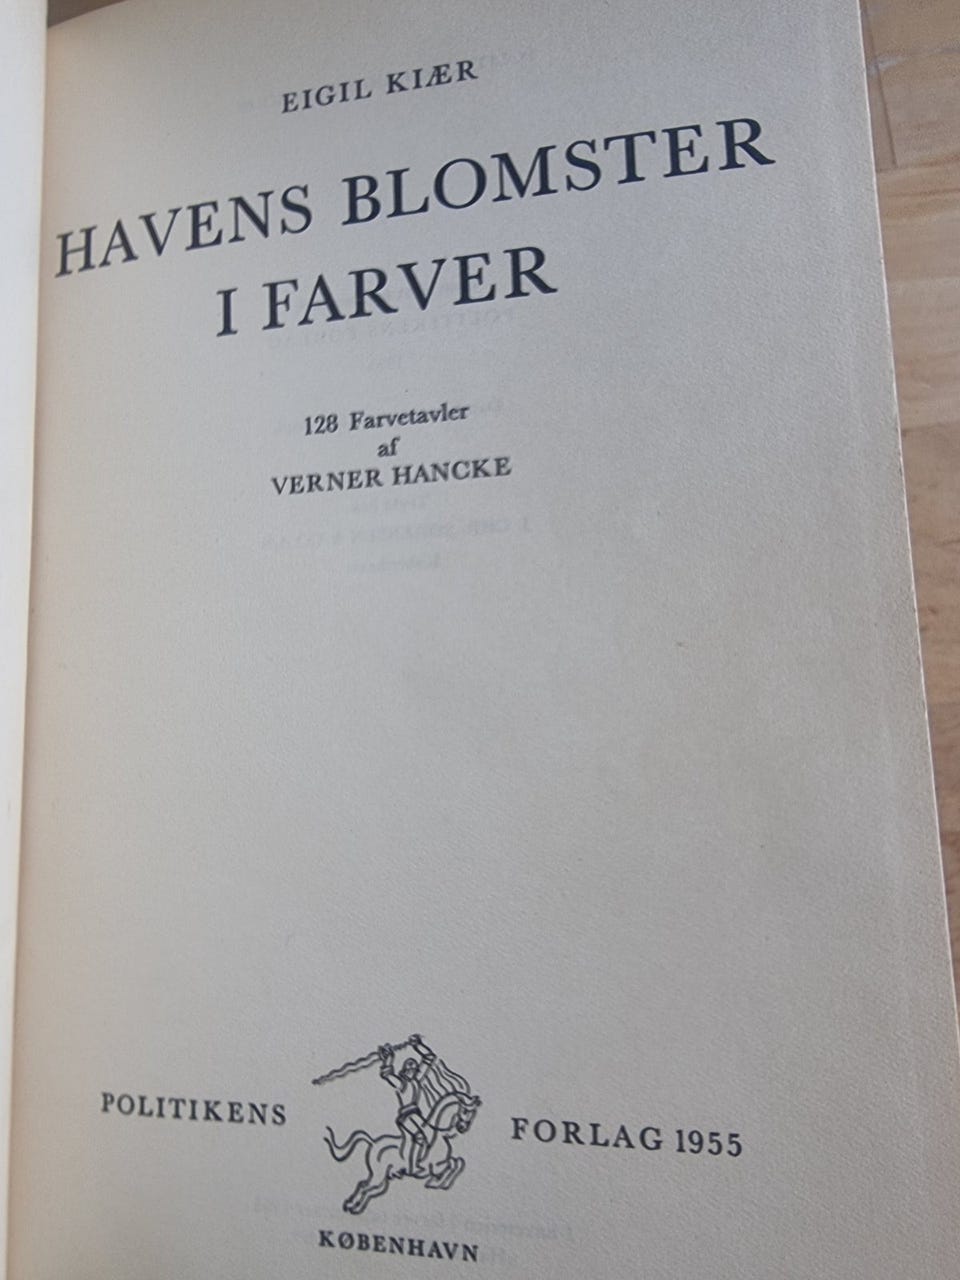 EIGIL KIÆR
HAVENS BLOMSTER
I FARVER
128 Farvetavler
af
VERNER HANCKE
POLITIKENS FORLAG 1955
KØBENHAVN